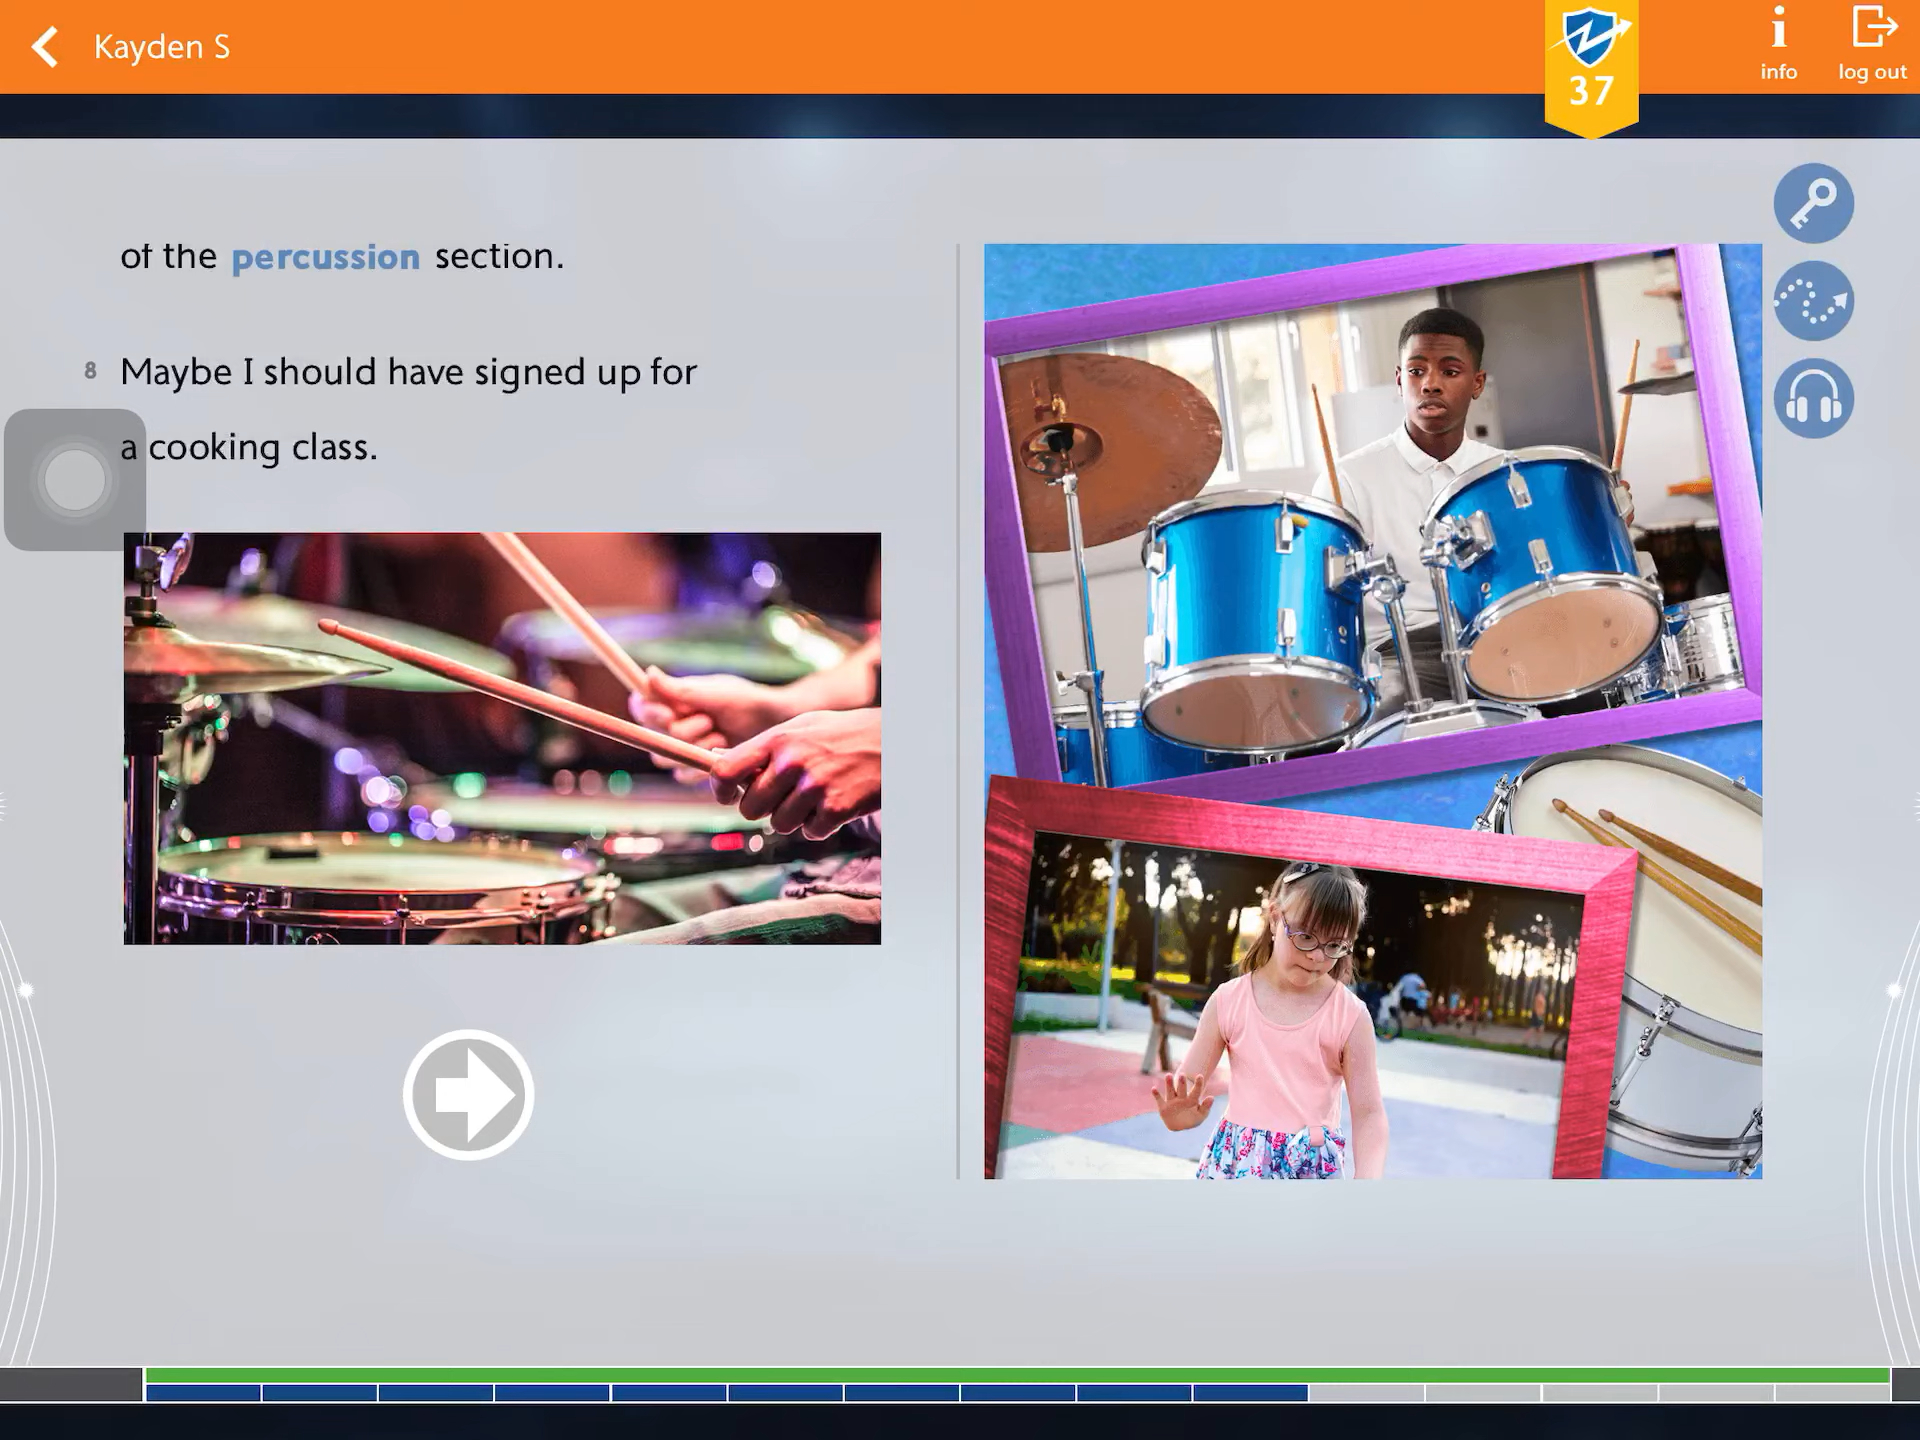 Kayden S
37
info
log out
of the percussion section.
8 Maybe I should have signed up for
a cooking class.